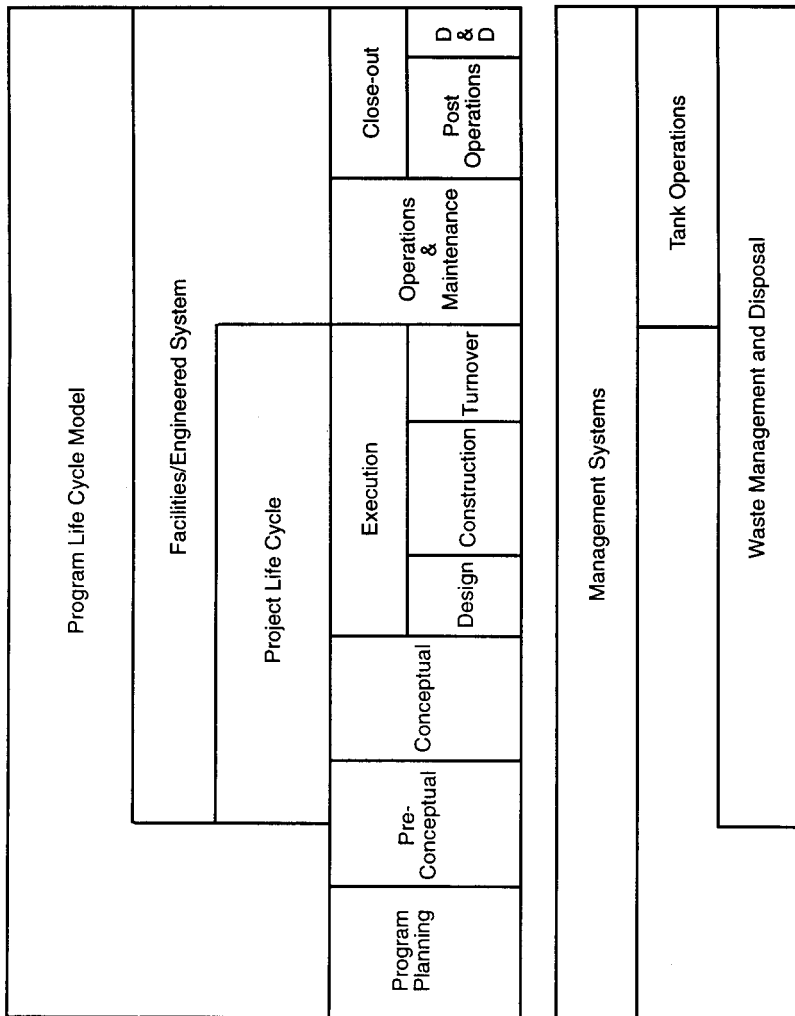 Program Life Cycle Model
Facilities/Engineered System
Project Life Cycle
Program
Planning
Pre-
Conceptual
Conceptual
Execution
Design
Construction
Turnover
Operations
&
Maintenance
Close-out
Post
Operations
D
&
D
Management Systems
Tank Operations
Waste Management and Disposal